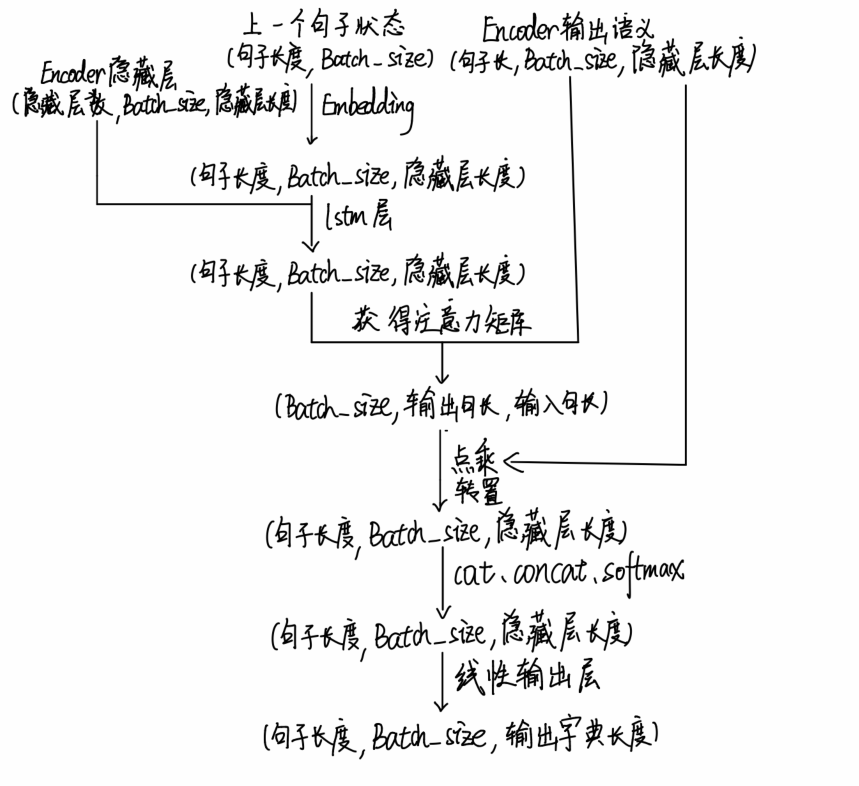 上一个句子状态
(句子长度, Batch_size)
Encoder输出语义
(句子长, Batch_size, 隐藏层长度)
Encoder隐藏层
(隐藏层数, Batch_size, 隐藏层长度)
Embedding
(句子长度, Batch_size, 隐藏层长度)
lstm层
(句子长度, Batch_size, 隐藏层长度)
获得注意力矩库
(Batch_size, 输出句长, 输入句长)
点乘
转置
(句子长度, Batch_size, 隐藏层长度)
cat、concat、softmax
(句子长度, Batch_size, 隐藏层长度)
线性输出层
(句子长度, Batch_size, 输出字典长度)